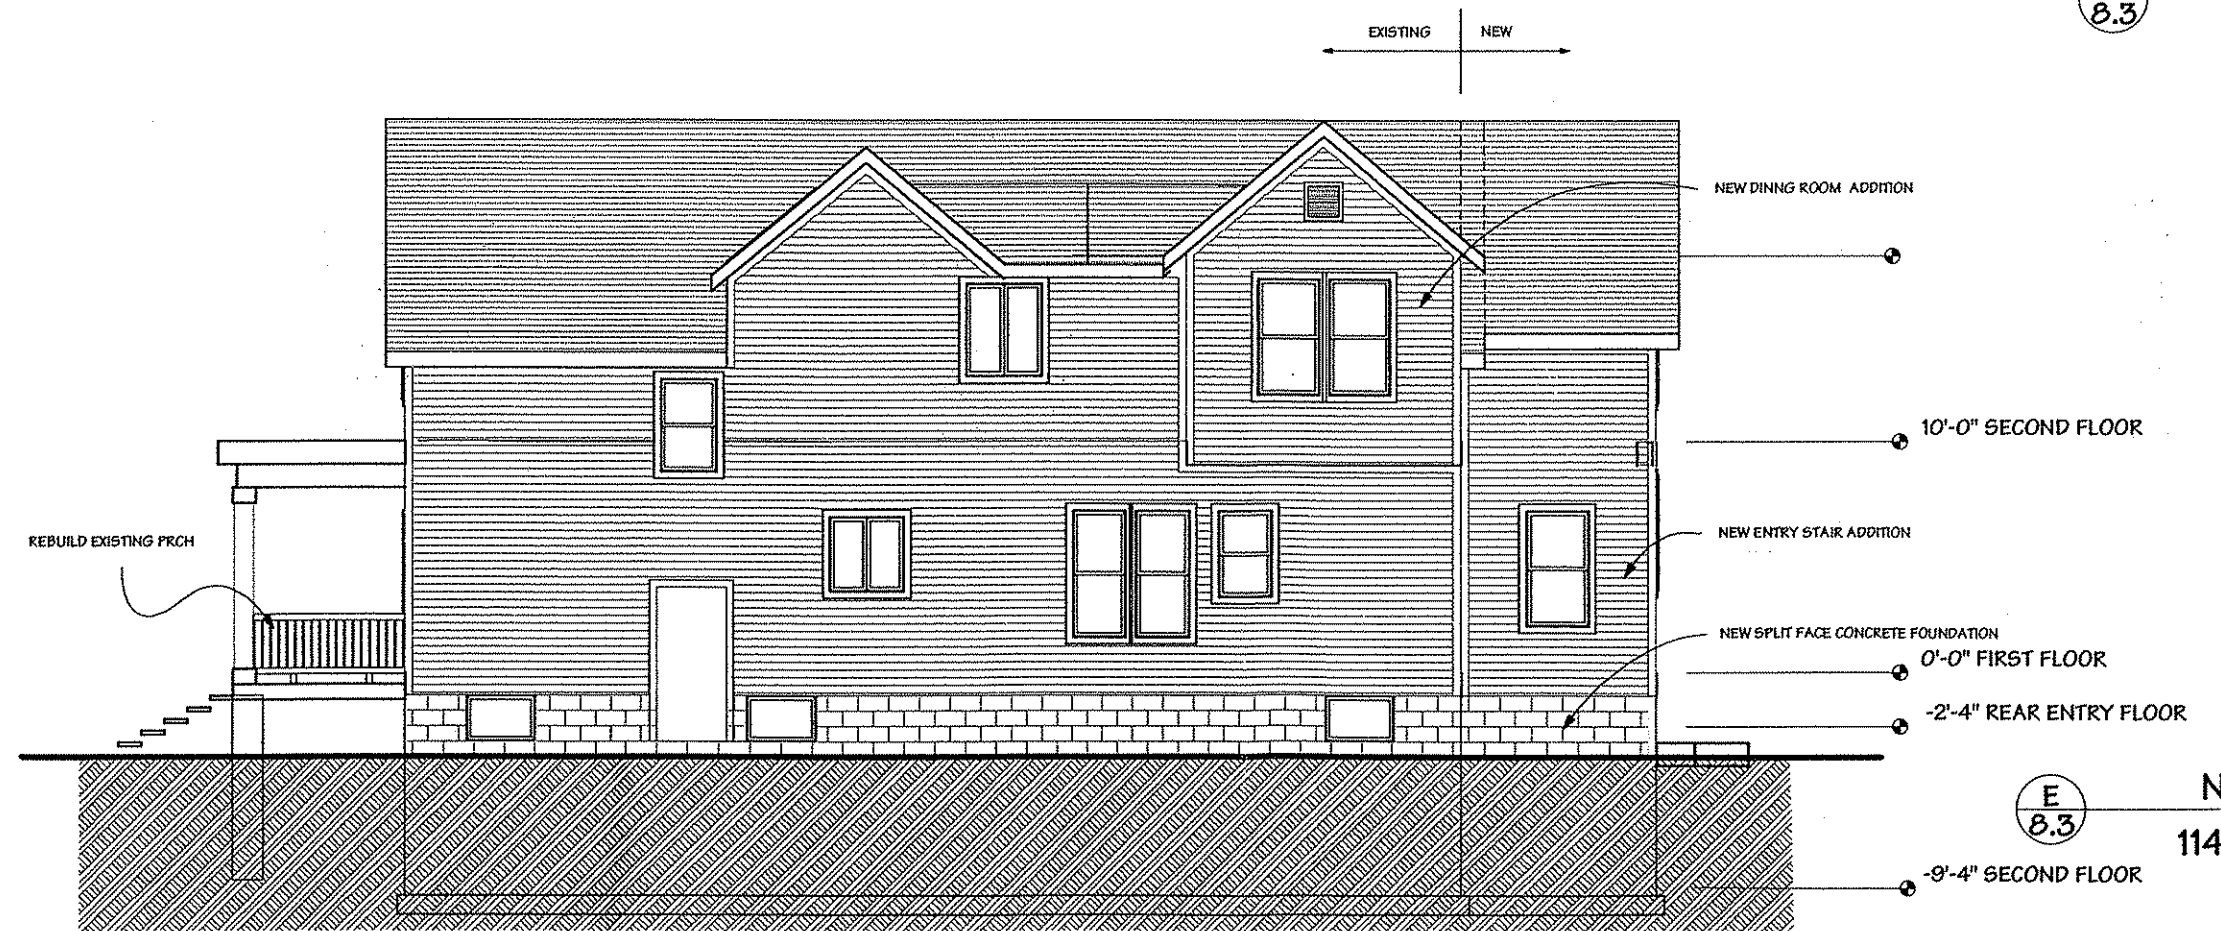 8.3
EXISTING
NEW
NEW DINNG ROOM ADDITION
10'-0" SECOND FLOOR
REBUILD EXISTING PRCH
NEW ENTRY STAIR ADDITION
NEW SPLIT FACE CONCRETE FOUNDATION
0'-0" FIRST FLOOR
-2'-4" REAR ENTRY FLOOR
E
8.3
N
114
-9'-4" SECOND FLOOR